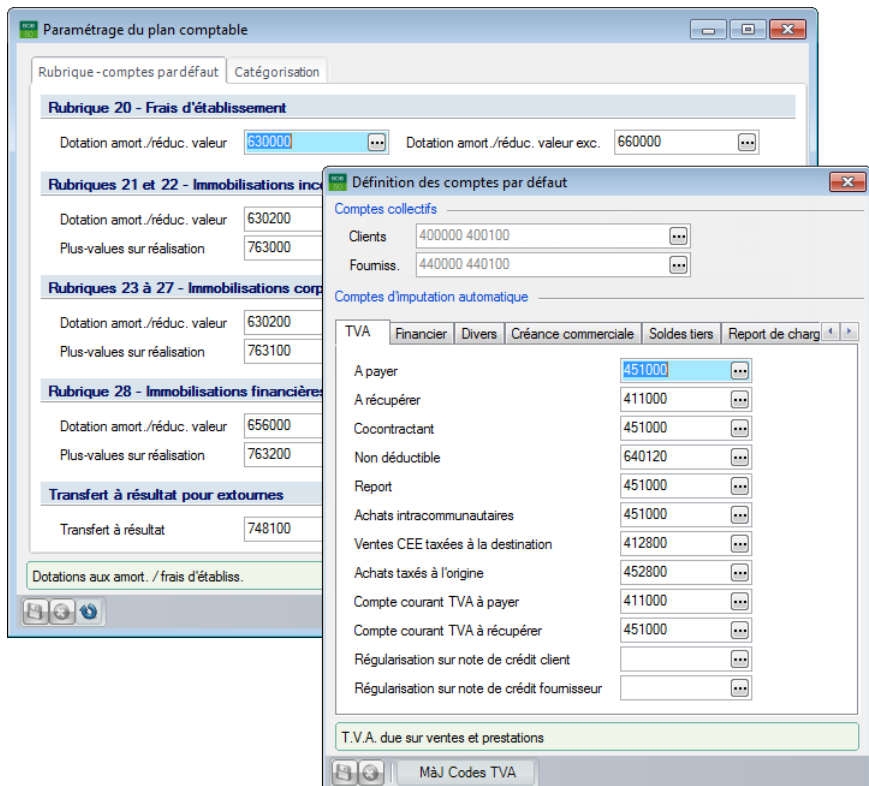 BOB 50 Paramétrage du plan comptable
Rubrique - comptes par défaut Catégorisation
Rubrique 20 - Frais d'établissement
Dotation amort./réduc. valeur 630000 ... Dotation amort./réduc. valeur exc. 660000 ...
Rubriques 21 et 22 - Immobilisations inc
Dotation amort./réduc. valeur 630200
Plus-values sur réalisation 763000
Rubriques 23 à 27 - Immobilisations corp
Dotation amort./réduc. valeur 630200
Plus-values sur réalisation 763100
Rubrique 28 - Immobilisations financières
Dotation amort./réduc. valeur 656000
Plus-values sur réalisation 763200
Transfert à résultat pour extournes
Transfert à résultat 748100
Dotations aux amort. / frais d'établiss.
BOB 50 Définition des comptes par défaut
Comptes collectifs
Clients 400000 400100 ...
Fourniss. 440000 440100 ...
Comptes d'imputation automatique
TVA Financier Divers Créance commerciale Soldes tiers Report de charg
A payer 451000 ...
A récupérer 411000 ...
Cocontractant 451000 ...
Non déductible 640120 ...
Report 451000 ...
Achats intracommunautaires 451000 ...
Ventes CEE taxées à la destination 412800 ...
Achats taxés à l'origine 452800 ...
Compte courant TVA à payer 411000 ...
Compte courant TVA à récupérer 451000 ...
Régularisation sur note de crédit client ...
Régularisation sur note de crédit fournisseur ...
T.V.A. due sur ventes et prestations
MàJ Codes TVA